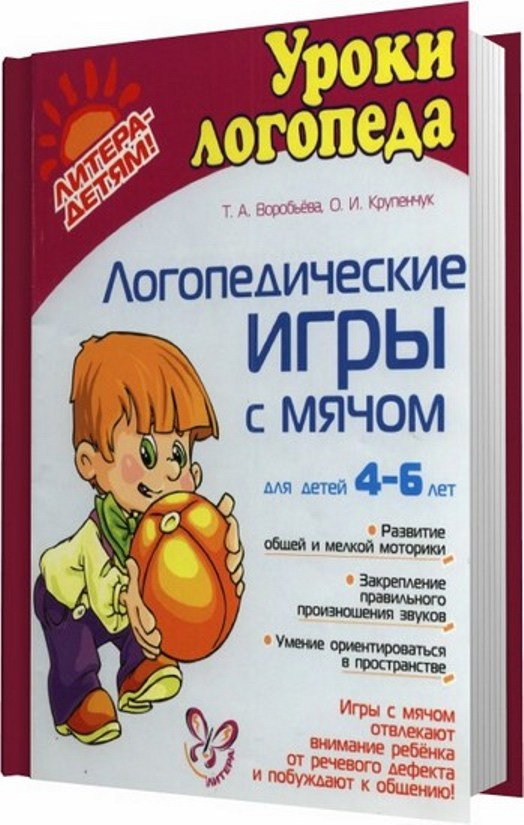 Уроки
логопеда
ЛИТЕРА-
ДЕТЯМ!
Т. А. Воробьёва, О. И. Крупенчук
Логопедические
игры
с мячом
для детей 4-6 лет
• Развитие
общей и мелкой моторики
• Закрепление
правильного
произношения звуков
• Умение ориентироваться
в пространстве
Игры с мячом
отвлекают
внимание ребёнка
от речевого дефекта
и побуждают к общению!
ЛИТЕРА